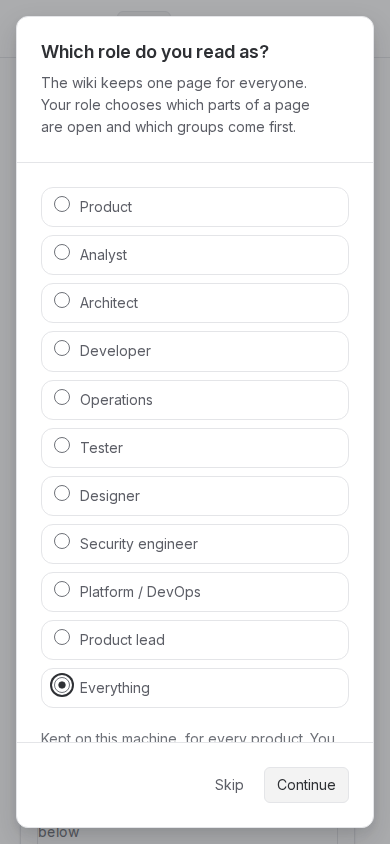 Which role do you read as?
The wiki keeps one page for everyone.
Your role chooses which parts of a page
are open and which groups come first.
Product
Analyst
Architect
Developer
Operations
Tester
Designer
Security engineer
Platform / DevOps
Product lead
Everything
Kept on this machine, for every product. You
Skip
Continue
below